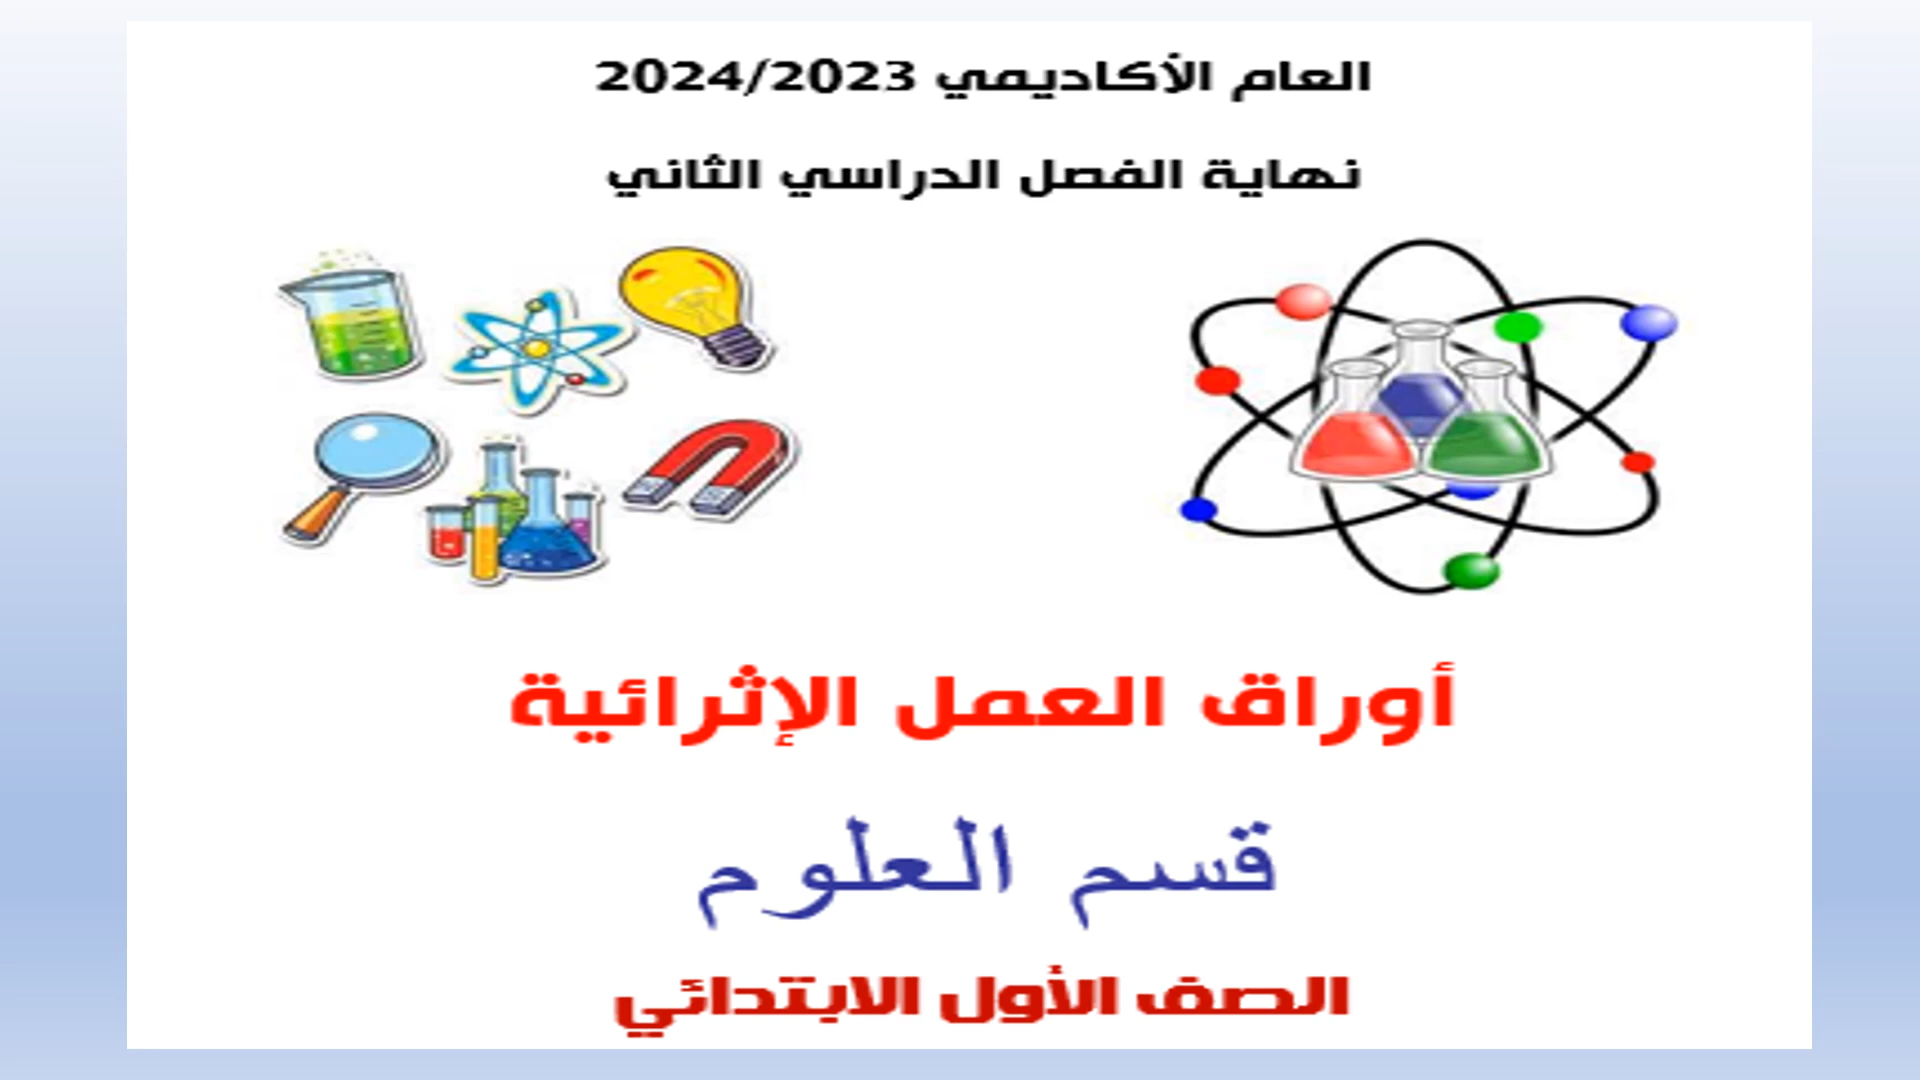 العام الأكاديمي 2024/2023
نهاية الفصل الدراسي الثاني
أوراق العمل الإثرائية
قسم العلوم
الصف الأول الابتدائي